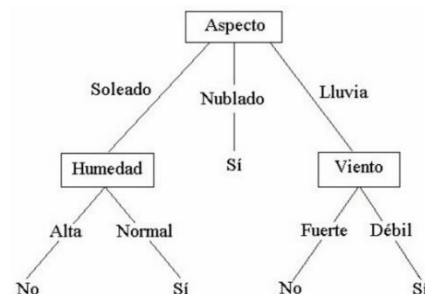 Aspecto
Soleado
Nublado
Lluvia
Humedad
Sí
Viento
Alta
Normal
Fuerte
Débil
No
Sí
No
Sí